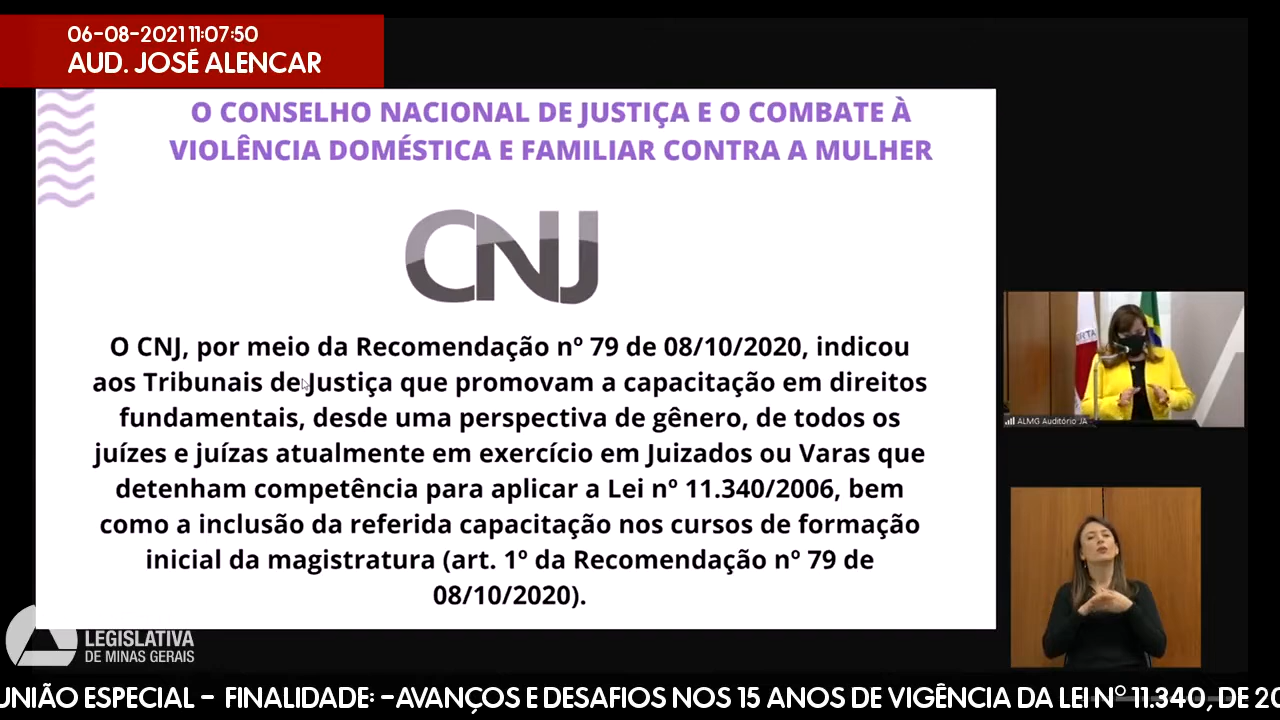 06-08-2021 11:07:50
AUD. JOSÉ ALENCAR
O CONSELHO NACIONAL DE JUSTIÇA E O COMBATE À
VIOLÊNCIA DOMÉSTICA E FAMILIAR CONTRA A MULHER
CNJ
O CNJ, por meio da Recomendação nº 79 de 08/10/2020, indicou
aos Tribunais de Justiça que promovam a capacitação em direitos
fundamentais, desde uma perspectiva de gênero, de todos os
juízes e juízas atualmente em exercício em Juizados ou Varas que
detenham competência para aplicar a Lei nº 11.340/2006, bem
como a inclusão da referida capacitação nos cursos de formação
inicial da magistratura (art. 1º da Recomendação nº 79 de
08/10/2020).
ALMG Auditório JA -
LEGISLATIVA
DE MINAS GERAIS
UNIÃO ESPECIAL - FINALIDADE: -AVANÇOS E DESAFIOS NOS 15 ANOS DE VIGÊNCIA DA LEI Nº 11.340, DE 20